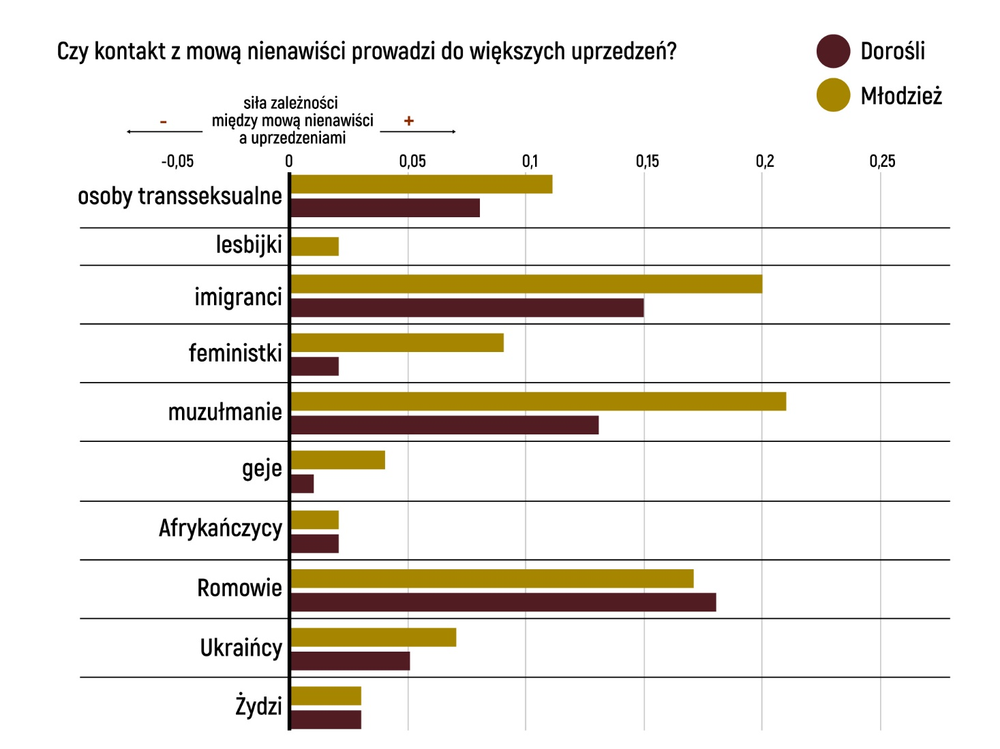 Czy kontakt z mową nienawiści prowadzi do większych uprzedzeń?
Dorośli
Młodzież
siła zależności
- między mową nienawiści +
a uprzedzeniami
-0,05 0 0,05 0,1 0,15 0,2 0,25
osoby transseksualne
lesbijki
imigranci
feministki
muzułmanie
geje
Afrykańczycy
Romowie
Ukraińcy
Żydzi